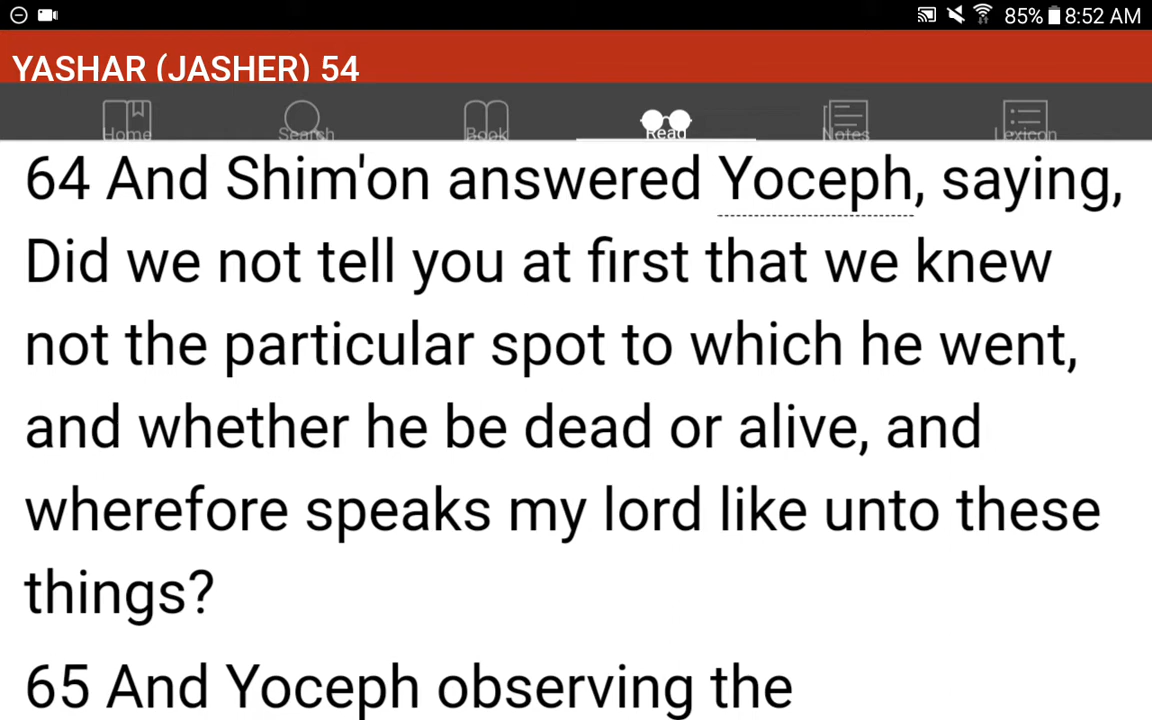 85% 8:52 AM
YASHAR (JASHER) 54
Home Search Book Read Notes Lexicon
64 And Shim'on answered Yoceph, saying,
Did we not tell you at first that we knew
not the particular spot to which he went,
and whether he be dead or alive, and
wherefore speaks my lord like unto these
things?
65 And Yoceph observing the